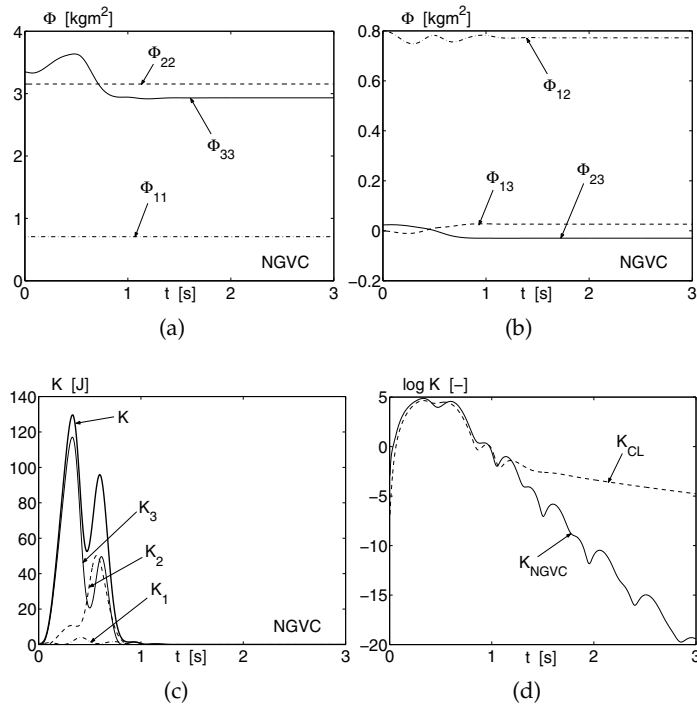 Φ [kgm²]
4
3
2
1
0
Φ₂₂
Φ₃₃
Φ₁₁
NGVC
0 1 t [s] 2 3
(a)
Φ [kgm²]
0.8
0.6
0.4
0.2
0
−0.2
Φ₁₂
Φ₁₃ Φ₂₃
NGVC
0 1 t [s] 2 3
(b)
K [J]
140
120
100
80
60
40
20
0
K
K₃
K₂
K₁
NGVC
0 1 t [s] 2 3
(c)
log K [−]
5
0
−5
−10
−15
−20
K_CL
K_NGVC
0 1 t [s] 2 3
(d)